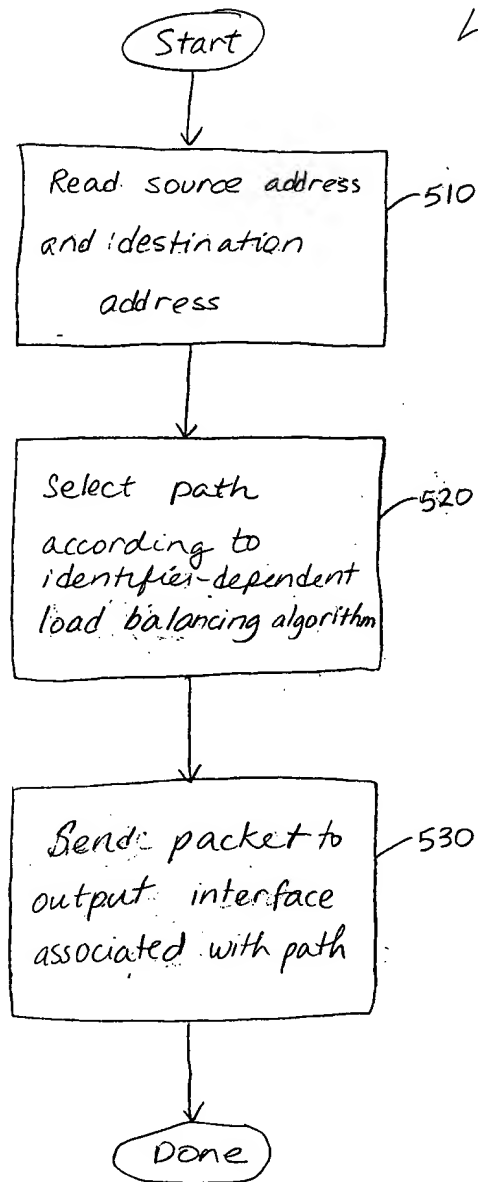 Start
Read source address
and destination
address
510
Select path
according to
identifier-dependent
load balancing algorithm
520
Send packet to
output interface
associated with path
530
Done